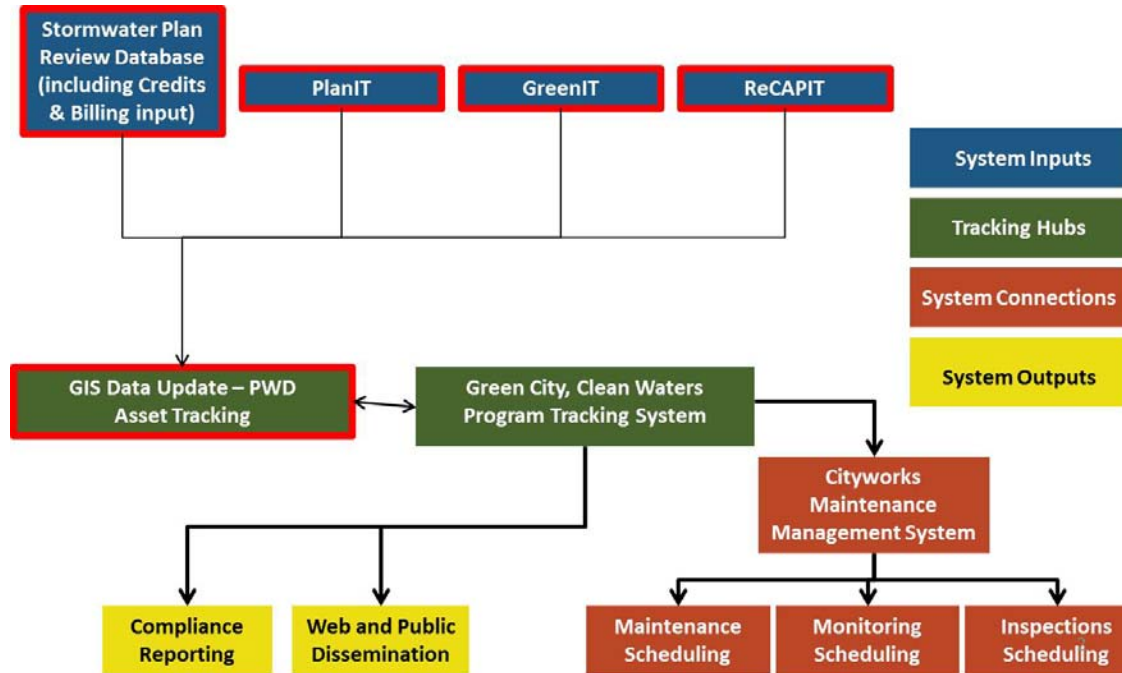 Stormwater Plan
Review Database
(including Credits
& Billing input)
PlanIT
GreenIT
ReCAPIT
System Inputs
Tracking Hubs
System Connections
System Outputs
GIS Data Update – PWD
Asset Tracking
Green City, Clean Waters
Program Tracking System
Cityworks
Maintenance
Management System
Compliance
Reporting
Web and Public
Dissemination
Maintenance
Scheduling
Monitoring
Scheduling
Inspections
Scheduling